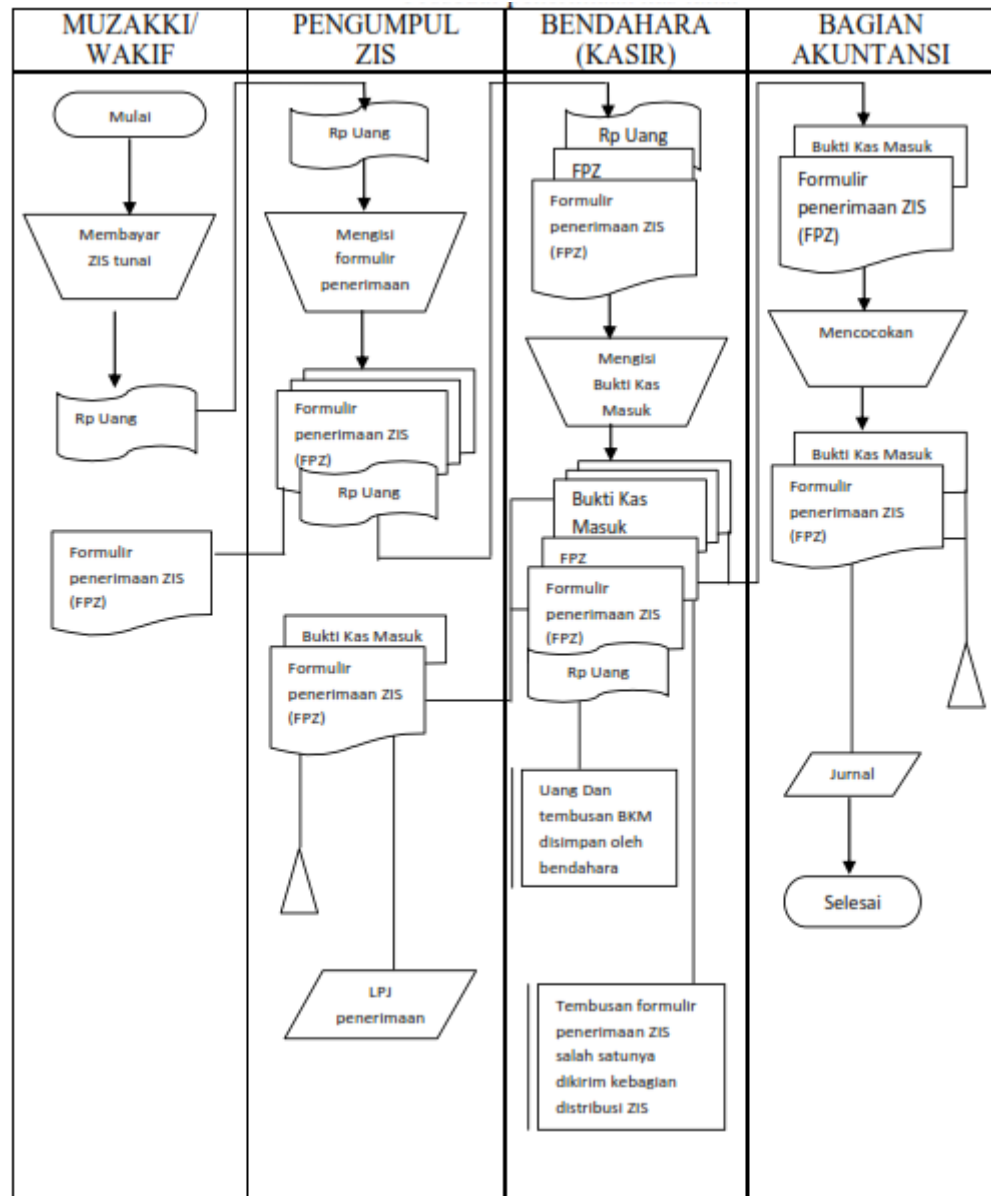 MUZAKKI/
WAKIF
PENGUMPUL
ZIS
BENDAHARA
(KASIR)
BAGIAN
AKUNTANSI
Mulai
Membayar
ZIS tunai
Rp Uang
Formulir
penerimaan ZIS
(FPZ)
Rp Uang
Mengisi
formulir
penerimaan
Formulir
penerimaan ZIS
(FPZ)
Rp Uang
Bukti Kas Masuk
Formulir
penerimaan ZIS
(FPZ)
LPJ
penerimaan
Rp Uang
FPZ
Formulir
penerimaan ZIS
(FPZ)
Mengisi
Bukti Kas
Masuk
Bukti Kas
Masuk
FPZ
Formulir
penerimaan ZIS
(FPZ)
Rp Uang
Uang Dan
tembusan BKM
disimpan oleh
bendahara
Tembusan formulir
penerimaan ZIS
salah satunya
dikirim kebagian
distribusi ZIS
Bukti Kas Masuk
Formulir
penerimaan ZIS
(FPZ)
Mencocokan
Bukti Kas Masuk
Formulir
penerimaan ZIS
(FPZ)
Jurnal
Selesai